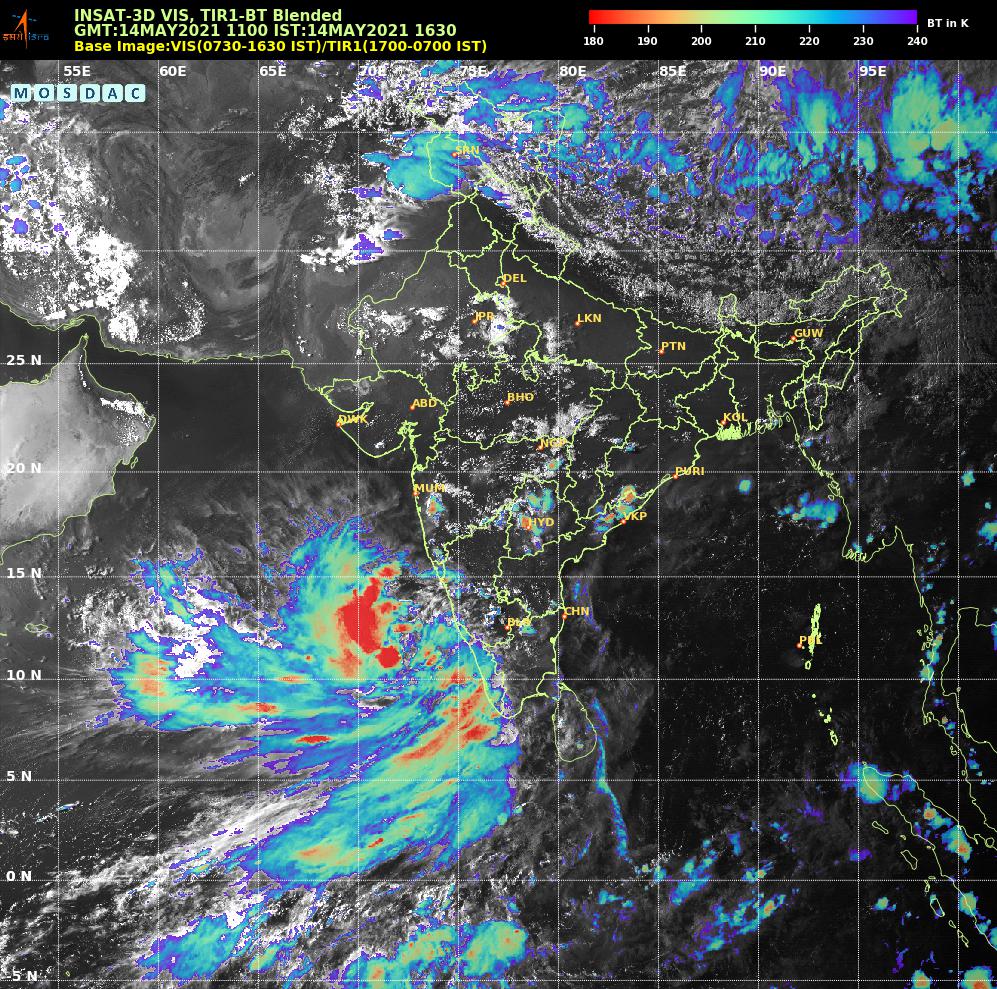 INSAT-3D VIS, TIR1-BT Blended
GMT:14MAY2021 1100 IST:14MAY2021 1630
Base Image:VIS(0730-1630 IST)/TIR1(1700-0700 IST)
BT in K
180 190 200 210 220 230 240
55E 60E 65E 70E 75E 80E 85E 90E 95E
MOSDAC
SRN
DEL
JPR
LKN
GUW
PTN
25 N
BHO
ABD
DWK
KOL
NGP
20 N
PURI
MUM
HYD
VKP
15 N
CHN
BLG
PBL
10 N
5 N
0 N
-5 N